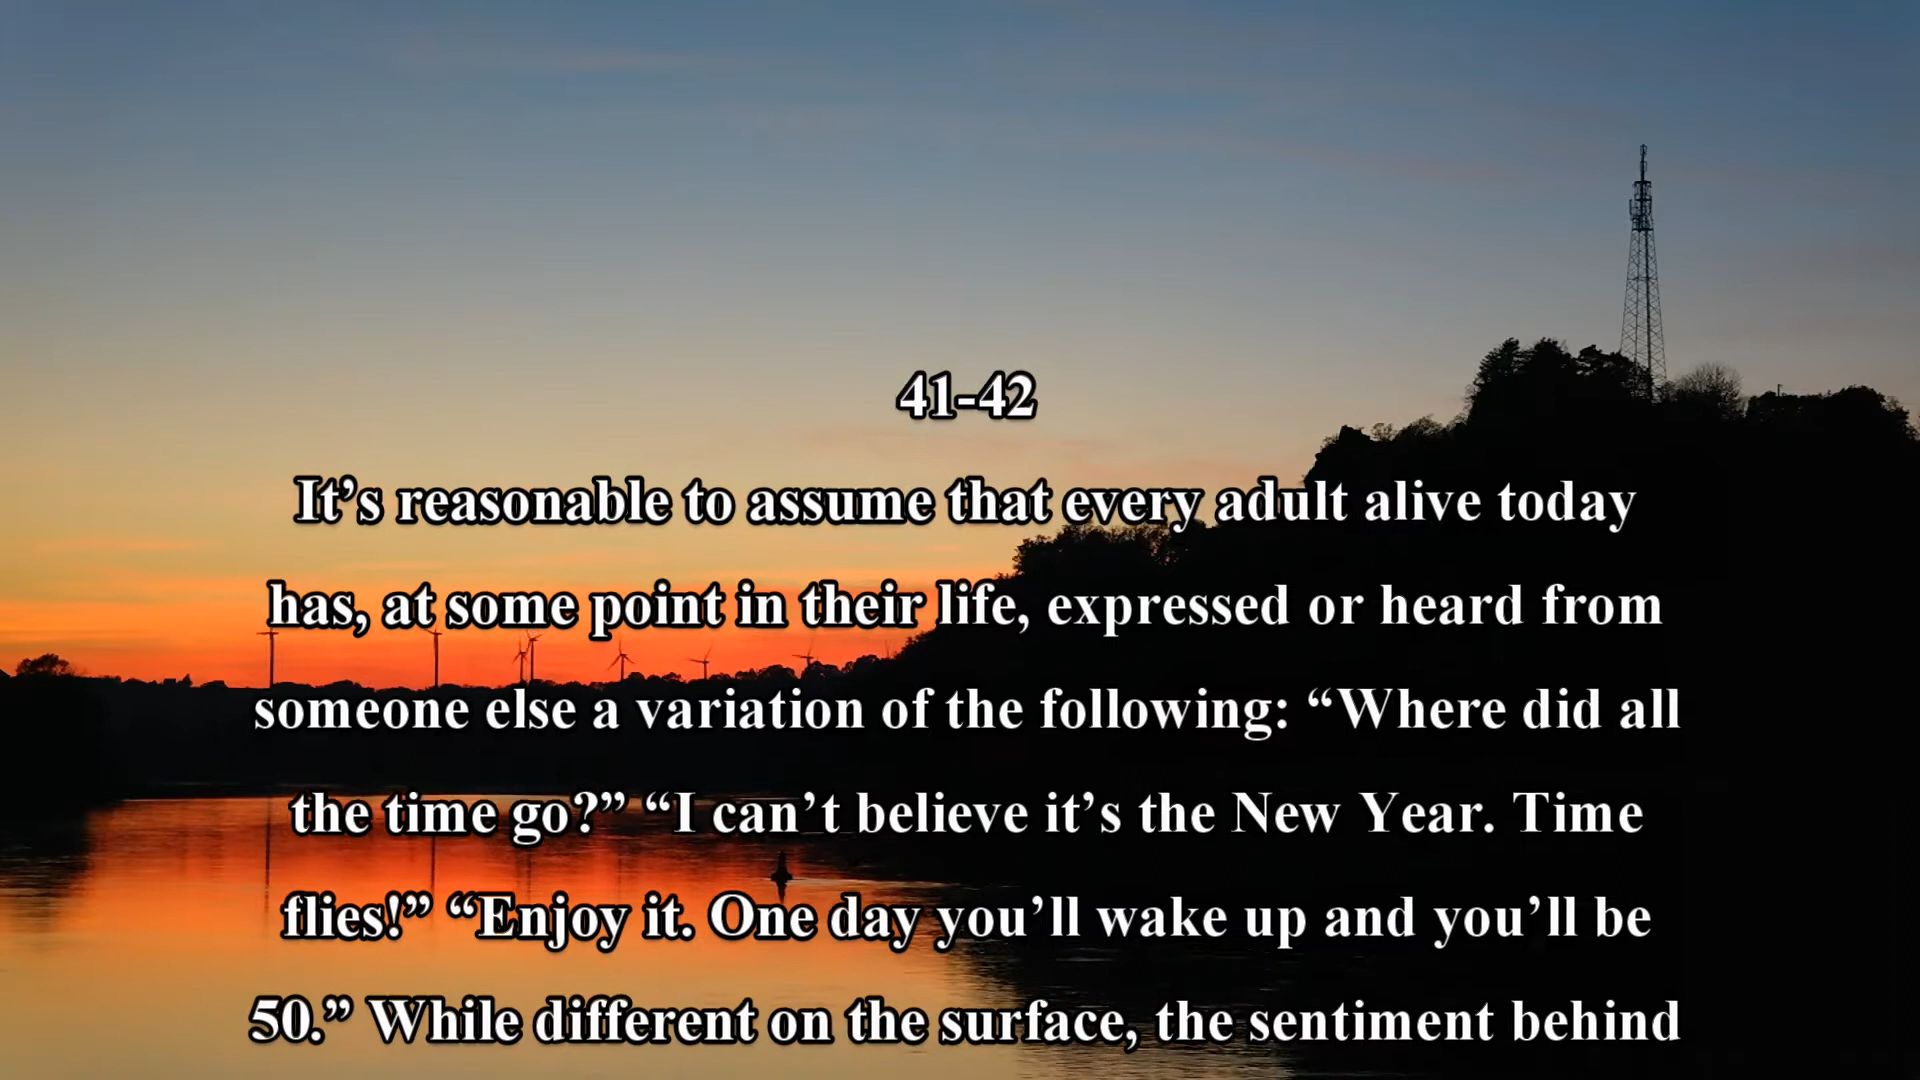 41-42
It’s reasonable to assume that every adult alive today
has, at some point in their life, expressed or heard from
someone else a variation of the following: “Where did all
the time go?” “I can’t believe it’s the New Year. Time
flies!” “Enjoy it. One day you’ll wake up and you’ll be
50.” While different on the surface, the sentiment behind